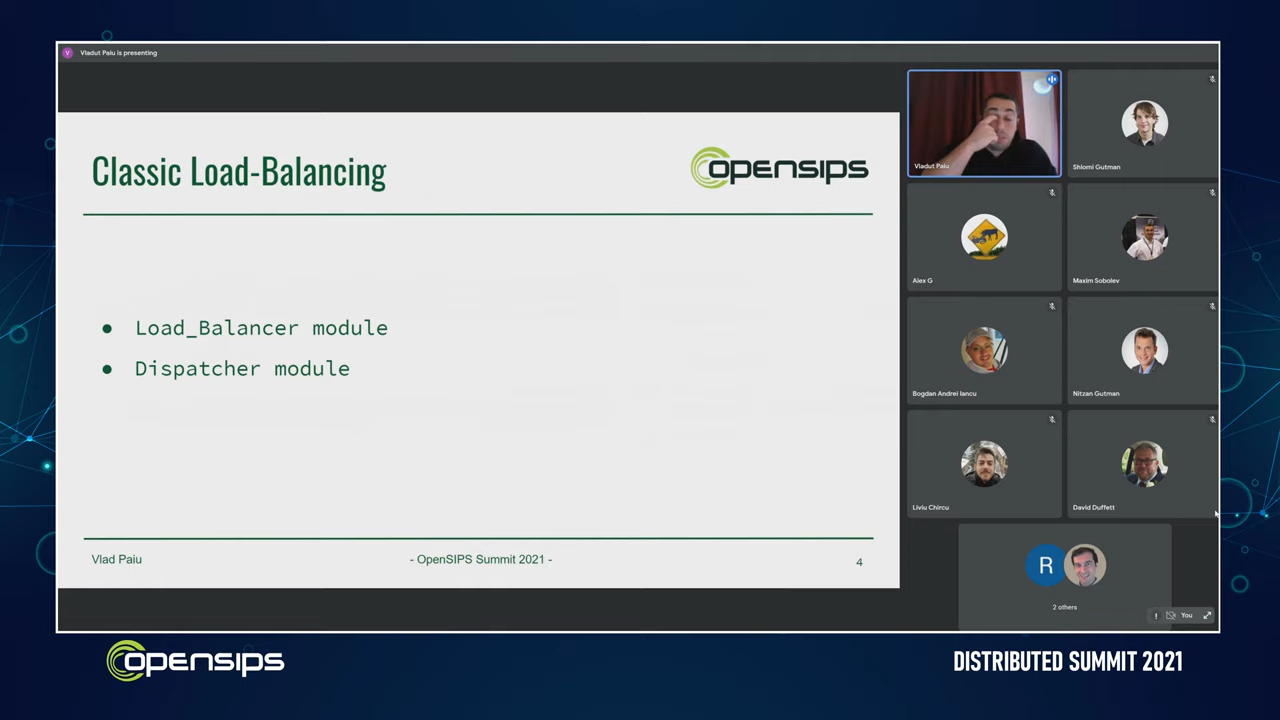 V Vladut Paiu is presenting
Classic Load-Balancing
OPENSIPS
● Load_Balancer module
● Dispatcher module
Vlad Paiu
- OpenSIPS Summit 2021 -
4
Vladut Paiu
Shlomi Gutman
Alex G
Maxim Sobolev
Bogdan Andrei Iancu
Nitzan Gutman
Liviu Chircu
David Duffett
R
2 others
You
OPENSIPS
DISTRIBUTED SUMMIT 2021